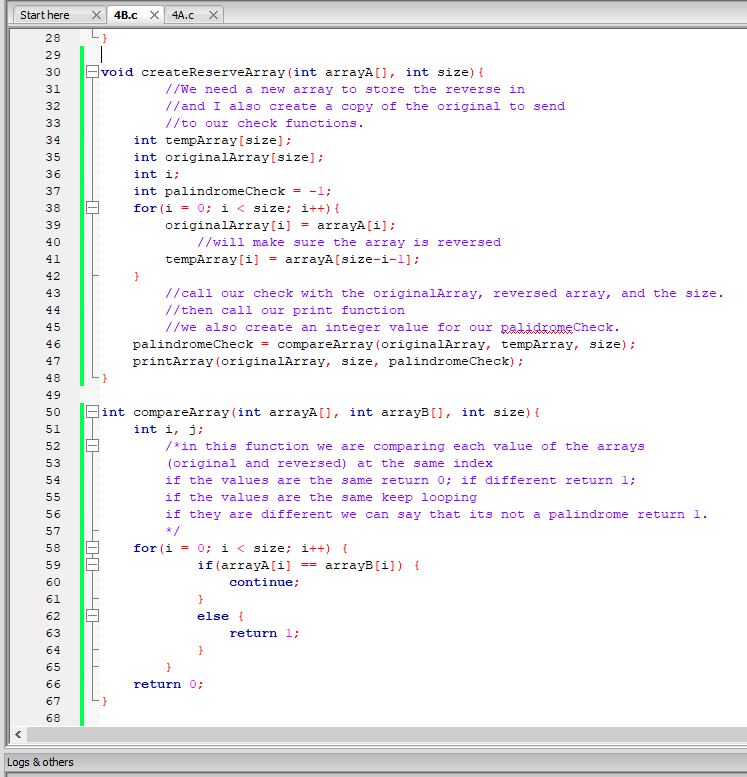 Start here × 4B.c × 4A.c ×
28 }
29
30 void createReserveArray(int arrayA[], int size){
31 //We need a new array to store the reverse in
32 //and I also create a copy of the original to send
33 //to our check functions.
34 int tempArray[size];
35 int originalArray[size];
36 int i;
37 int palindromeCheck = -1;
38 for(i = 0; i < size; i++){
39 originalArray[i] = arrayA[i];
40 //will make sure the array is reversed
41 tempArray[i] = arrayA[size-i-1];
42 }
43 //call our check with the originalArray, reversed array, and the size.
44 //then call our print function
45 //we also create an integer value for our palidromeCheck.
46 palindromeCheck = compareArray(originalArray, tempArray, size);
47 printArray(originalArray, size, palindromeCheck);
48 }
49
50 int compareArray(int arrayA[], int arrayB[], int size){
51 int i, j;
52 /*in this function we are comparing each value of the arrays
53 (original and reversed) at the same index
54 if the values are the same return 0; if different return 1;
55 if the values are the same keep looping
56 if they are different we can say that its not a palindrome return 1.
57 */
58 for(i = 0; i < size; i++) {
59 if(arrayA[i] == arrayB[i]) {
60 continue;
61 }
62 else {
63 return 1;
64 }
65 }
66 return 0;
67 }
68
Logs & others